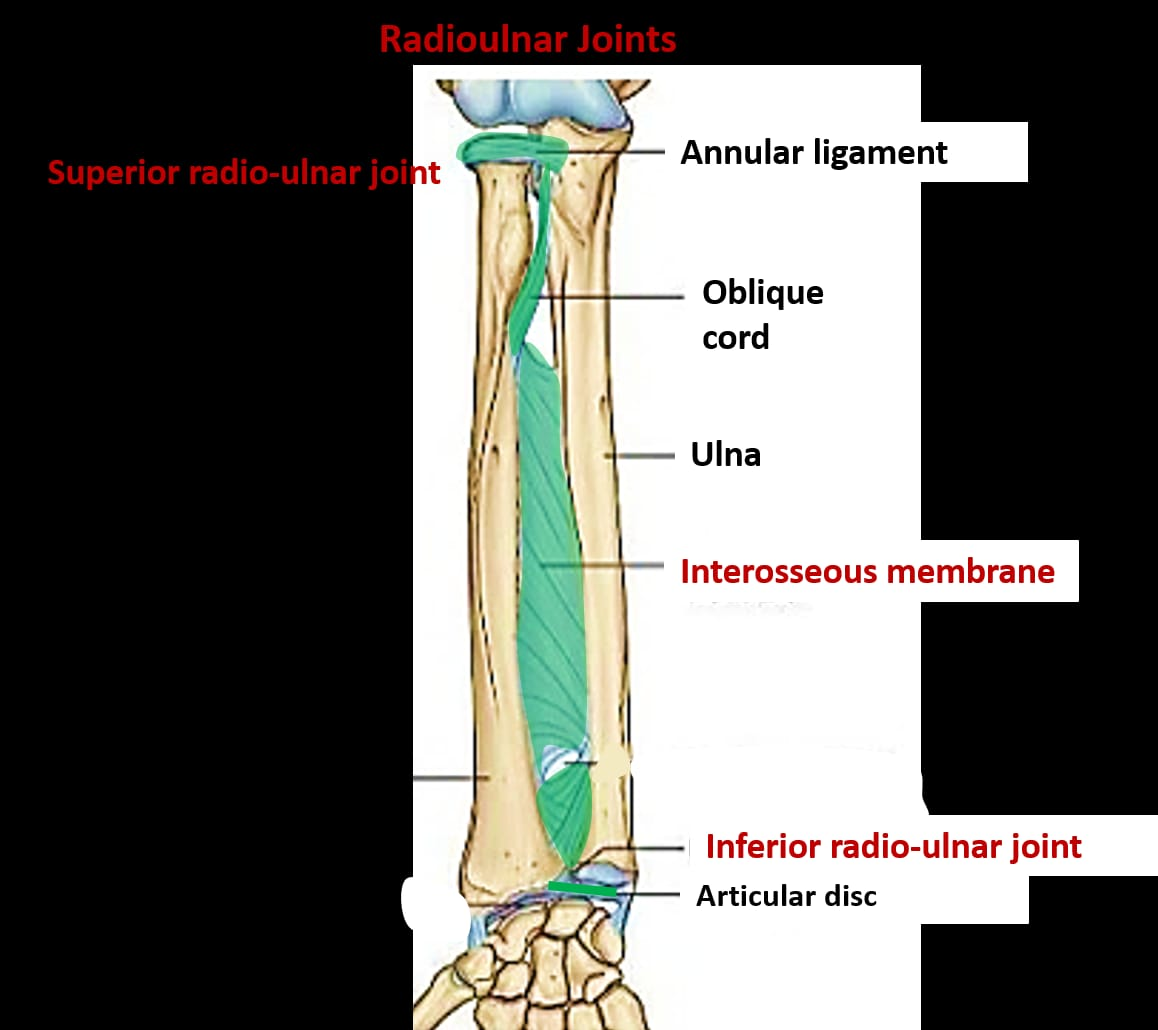 Radioulnar Joints
Annular ligament
Superior radio-ulnar joint
Oblique
cord
Ulna
Interosseous membrane
Inferior radio-ulnar joint
Articular disc